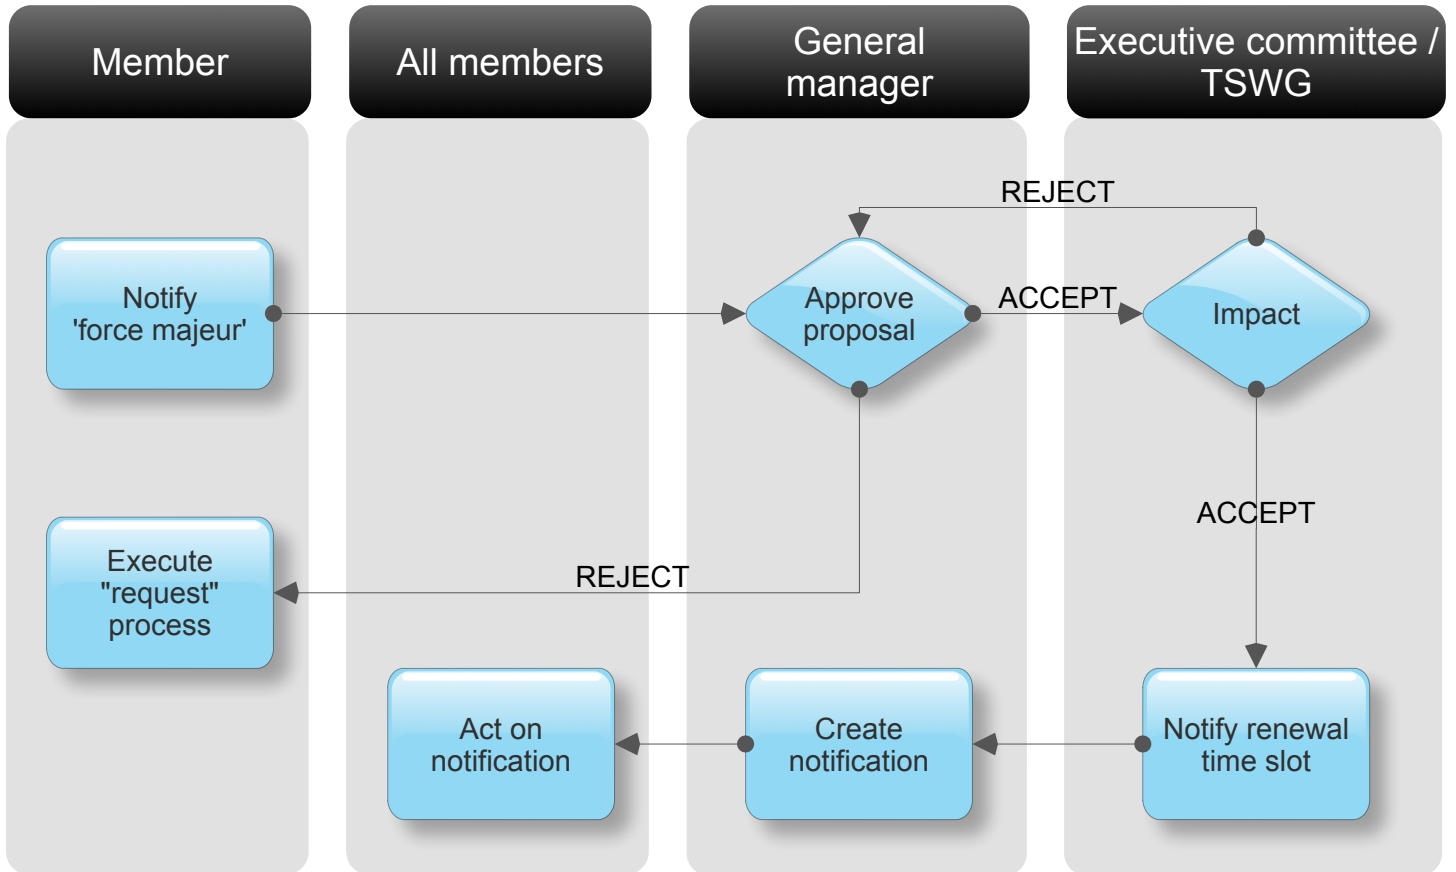 Member
All members
General
manager
Executive committee /
TSWG
REJECT
Notify
'force majeur'
Approve
proposal
ACCEPT
Impact
ACCEPT
Execute
"request"
process
REJECT
Act on
notification
Create
notification
Notify renewal
time slot